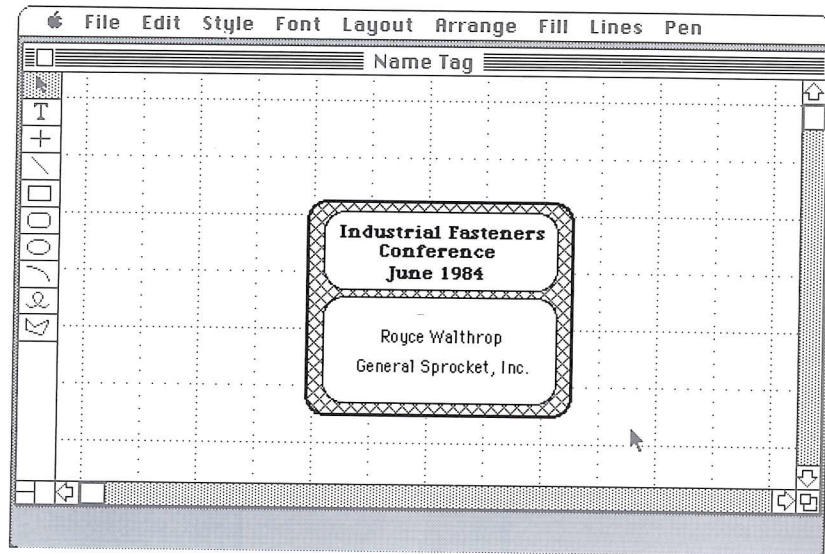 File Edit Style Font Layout Arrange Fill Lines Pen
Name Tag
T
Industrial Fasteners
Conference
June 1984
Royce Walthrop
General Sprocket, Inc.